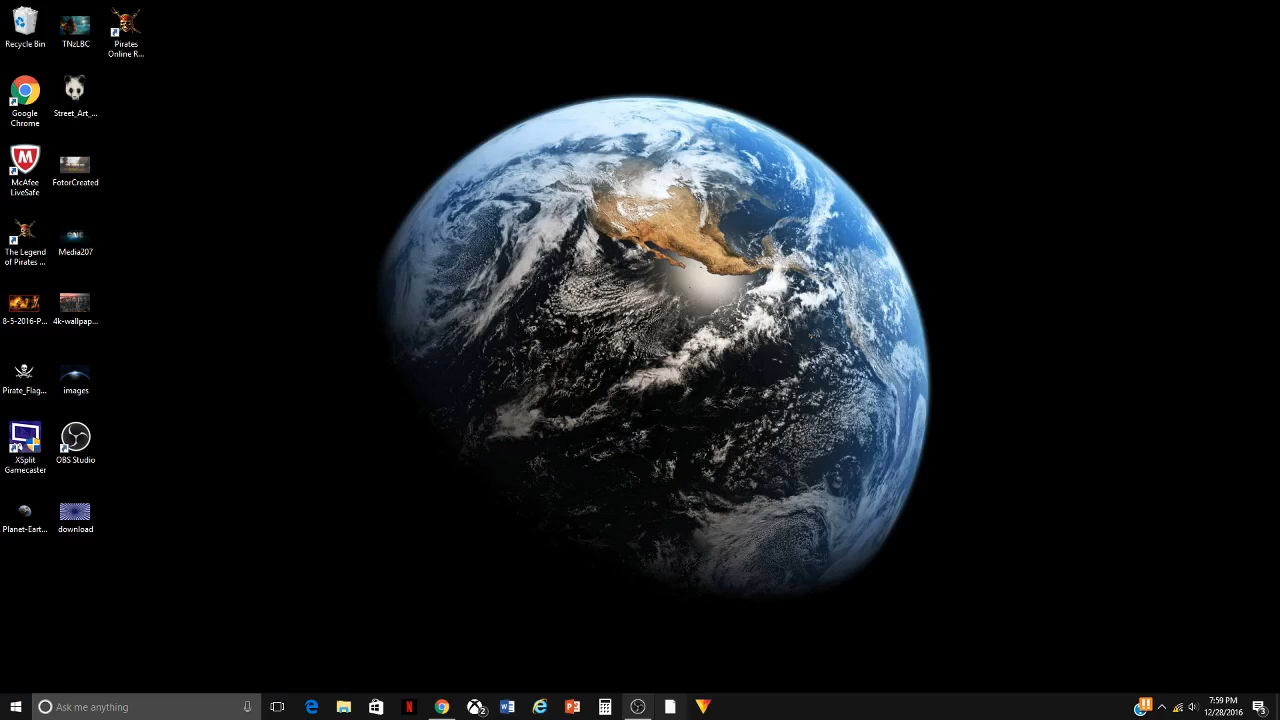 Recycle Bin
TNzLBC
Pirates
Online R...
Google
Chrome
Street_Art_...
McAfee
LiveSafe
FotorCreated
The Legend
of Pirates ...
Media207
8-5-2016-P...
4k-wallpap...
Pirate_Flag...
images
XSplit
Gamecaster
OBS Studio
Planet-Eart...
download
Ask me anything
7:59 PM
12/28/2016